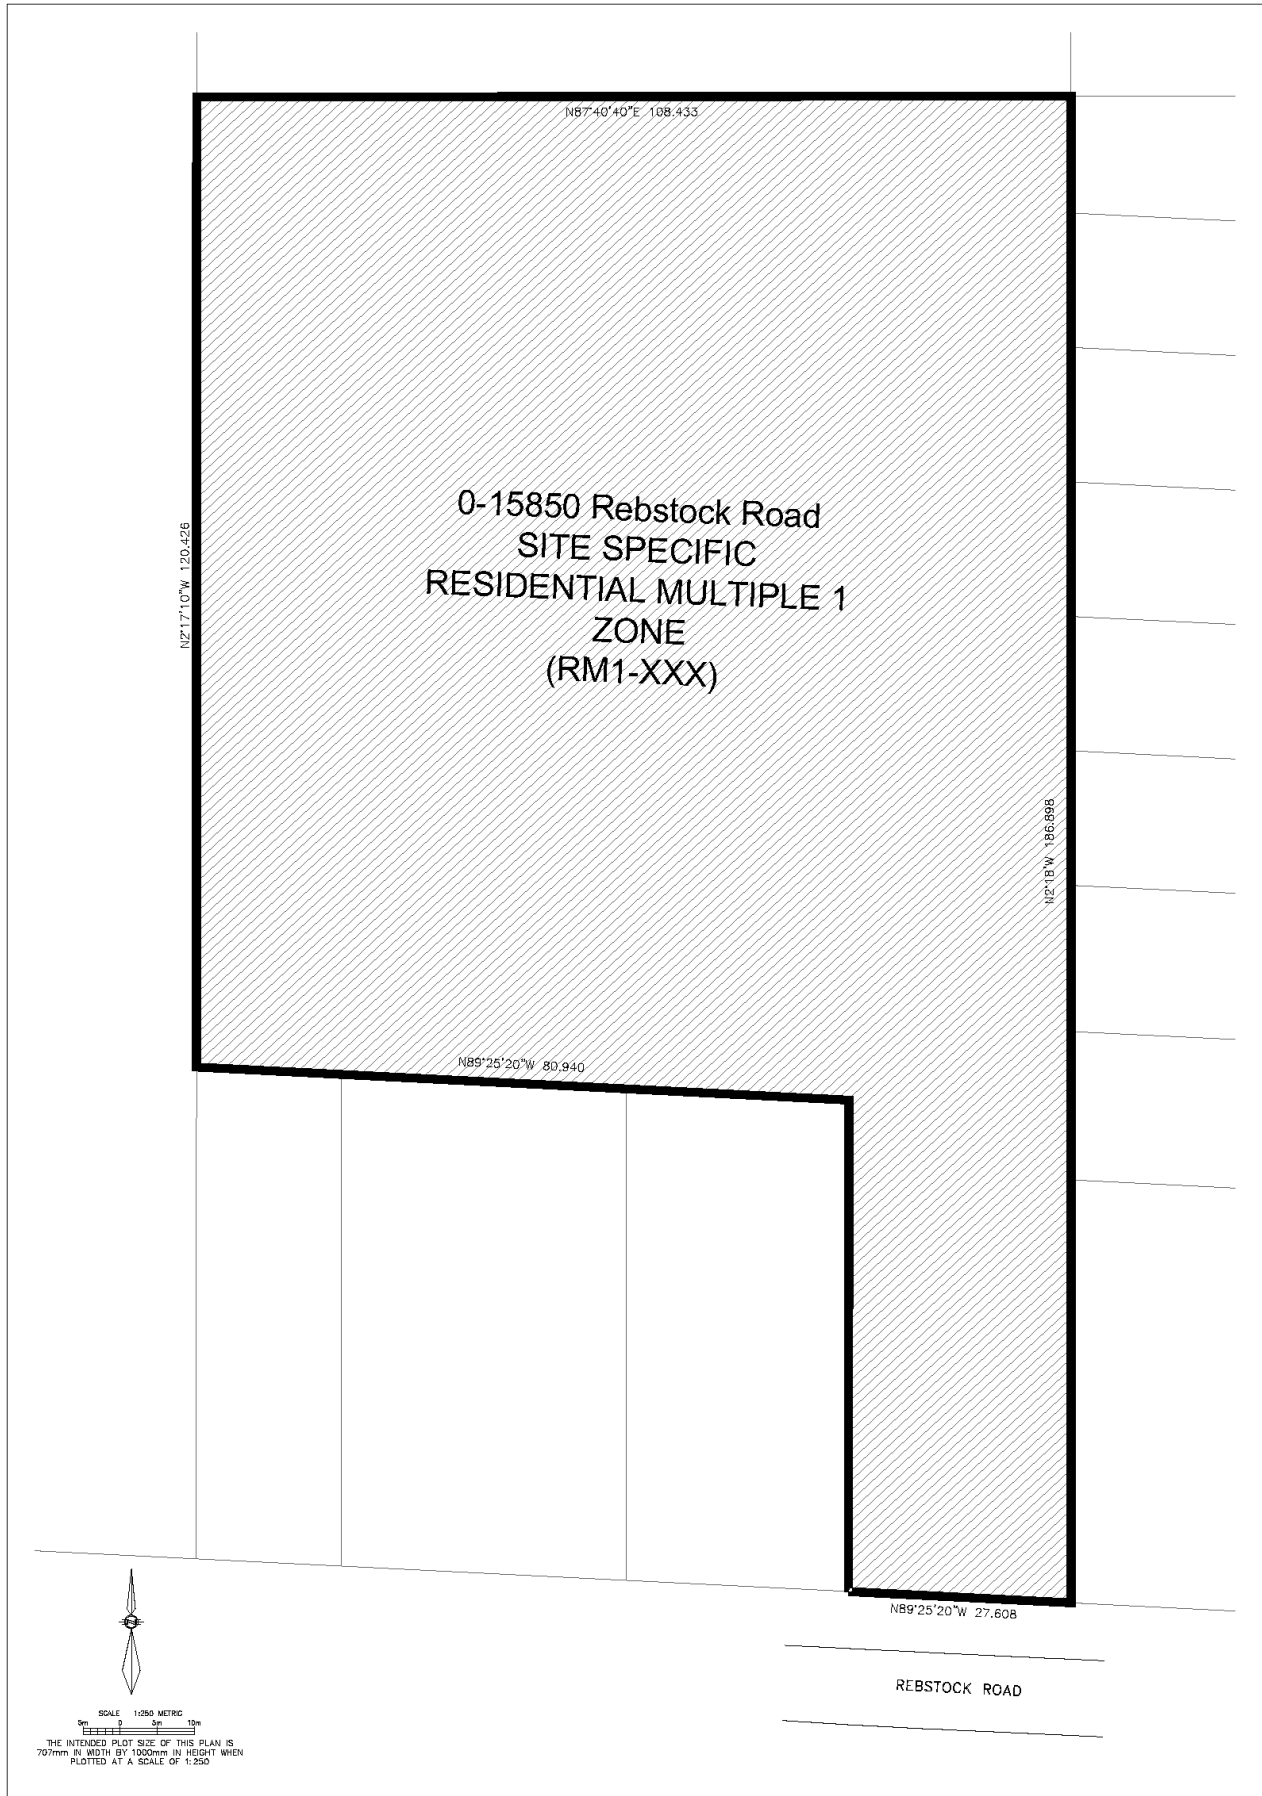 N87°40'40"E 108.433
0-15850 Rebstock Road
SITE SPECIFIC
RESIDENTIAL MULTIPLE 1
ZONE
(RM1-XXX)
N2°17'10"W 120.426
N2°18'W 186.898
N89°25'20"W 80.940
N89°25'20"W 27.608
REBSTOCK ROAD
SCALE 1:250 METRIC
5m 0 5m 10m
THE INTENDED PLOT SIZE OF THIS PLAN IS
707mm IN WIDTH BY 1000mm IN HEIGHT WHEN
PLOTTED AT A SCALE OF 1:250